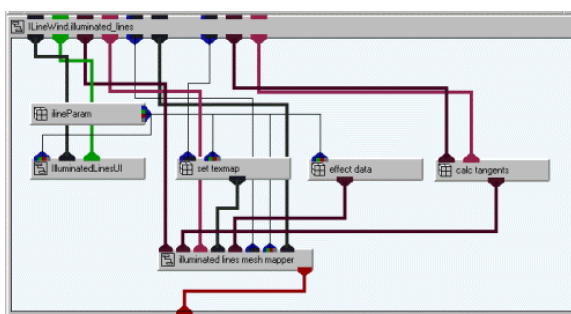 ILineWind.illuminated_lines
ilineParam
IlluminatedLinesUI
set texmap
effect data
calc tangents
illuminated lines mesh mapper